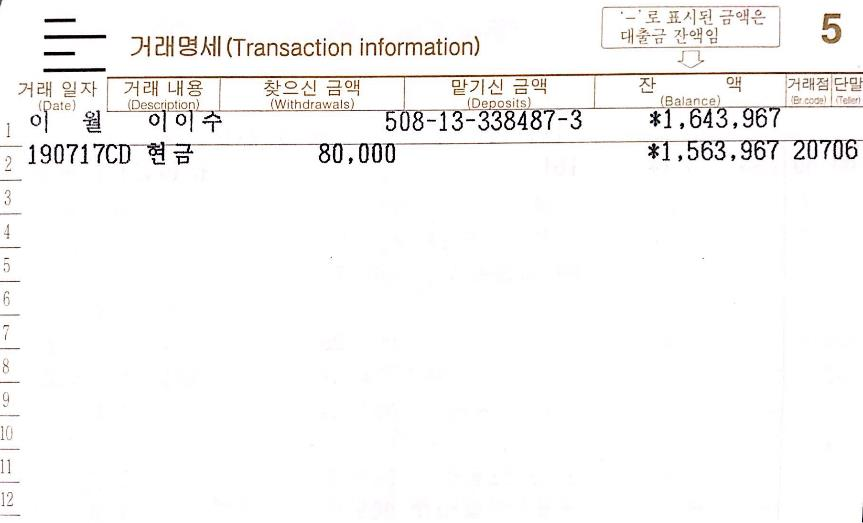 '－'로 표시된 금액은
대출금 잔액임
5
거래명세(Transaction information)
거래 일자 거래 내용 찾으신 금액 맡기신 금액 잔 액 거래점 단말
(Date) (Description) (Withdrawals) (Deposits) (Balance) (Br.code) (Teller)
1 이 월 이이수 508-13-338487-3 *1,643,967
2 190717CD 현금 80,000 *1,563,967 20706
3
4
5
6
7
8
9
10
11
12